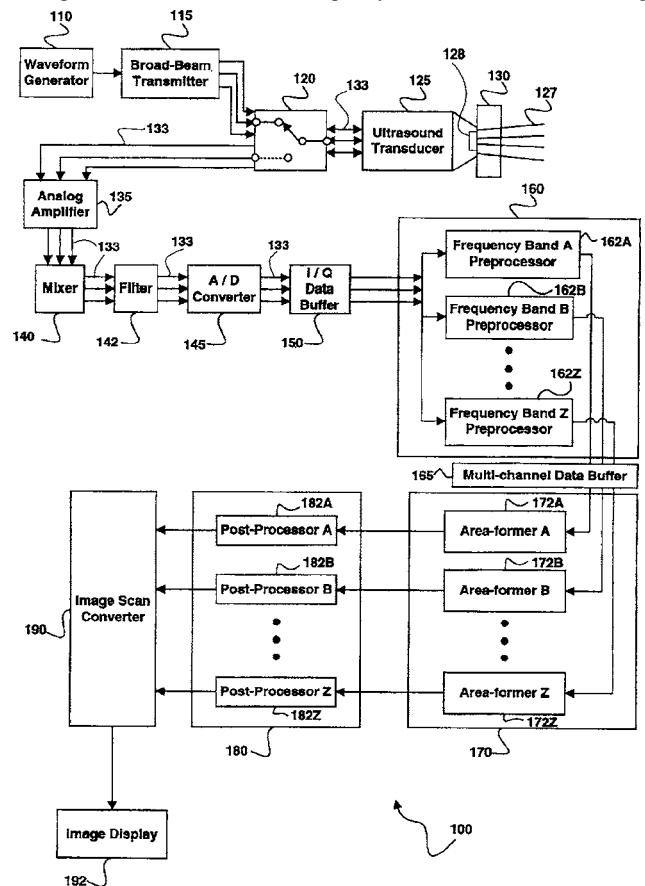 110
115
Waveform
Generator
Broad-Beam
Transmitter
120
133
125
128
130
127
Ultrasound
Transducer
133
Analog
Amplifier
135
133
133
133
Mixer
Filter
A / D
Converter
I / Q
Data
Buffer
140
142
145
150
160
Frequency Band A
Preprocessor
162A
162B
Frequency Band B
Preprocessor
162Z
Frequency Band Z
Preprocessor
165
Multi-channel Data Buffer
182A
Post-Processor A
172A
Area-former A
182B
Post-Processor B
172B
Area-former B
190
Image Scan
Converter
Post-Processor Z
182Z
Area-former Z
172Z
180
170
Image Display
192
100